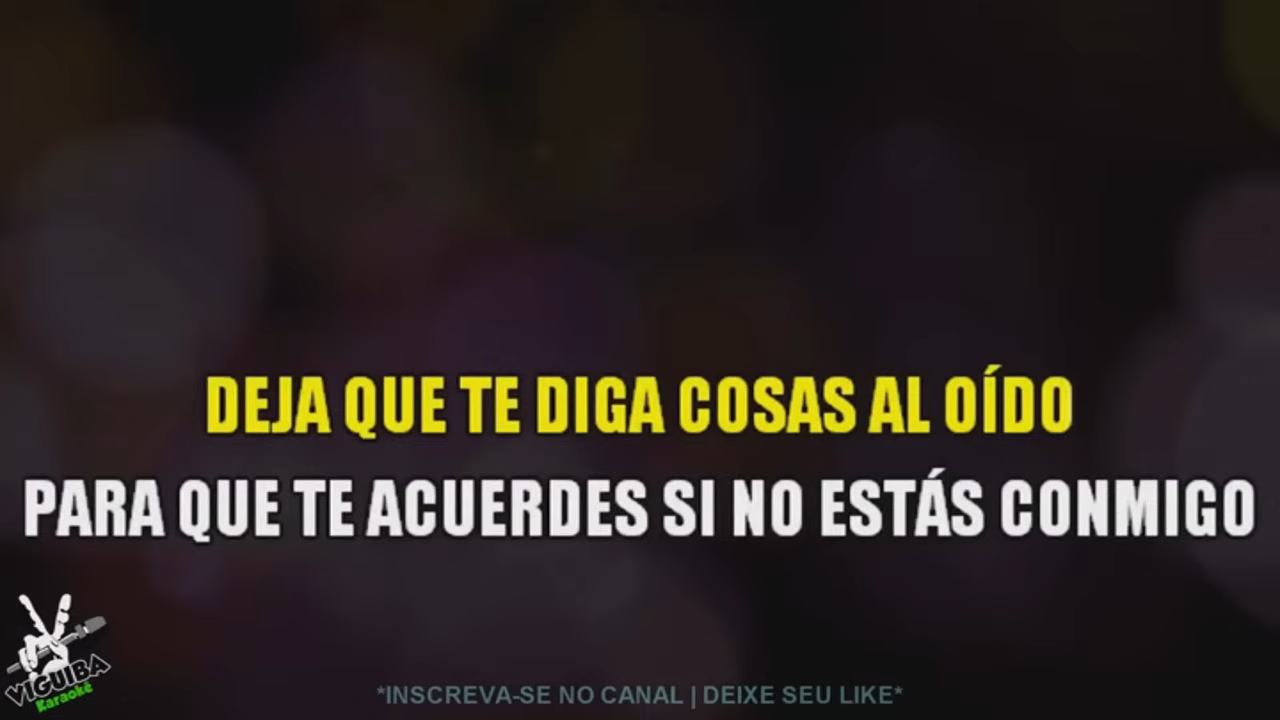 DEJA QUE TE DIGA COSAS AL OÍDO
PARA QUE TE ACUERDES SI NO ESTÁS CONMIGO
VIGUIBA
Karaokê
*INSCREVA-SE NO CANAL | DEIXE SEU LIKE*